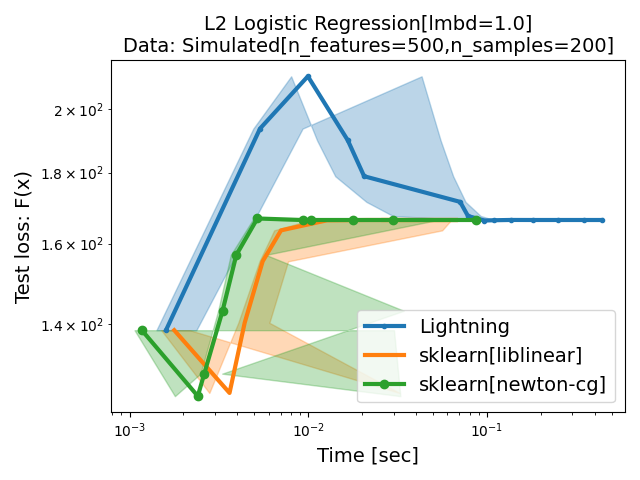 L2 Logistic Regression[lmbd=1.0]
Data: Simulated[n_features=500,n_samples=200]
Test loss: F(x)
2 × 10²
1.8 × 10²
1.6 × 10²
1.4 × 10²
Lightning
sklearn[liblinear]
sklearn[newton-cg]
10⁻³
10⁻²
10⁻¹
Time [sec]